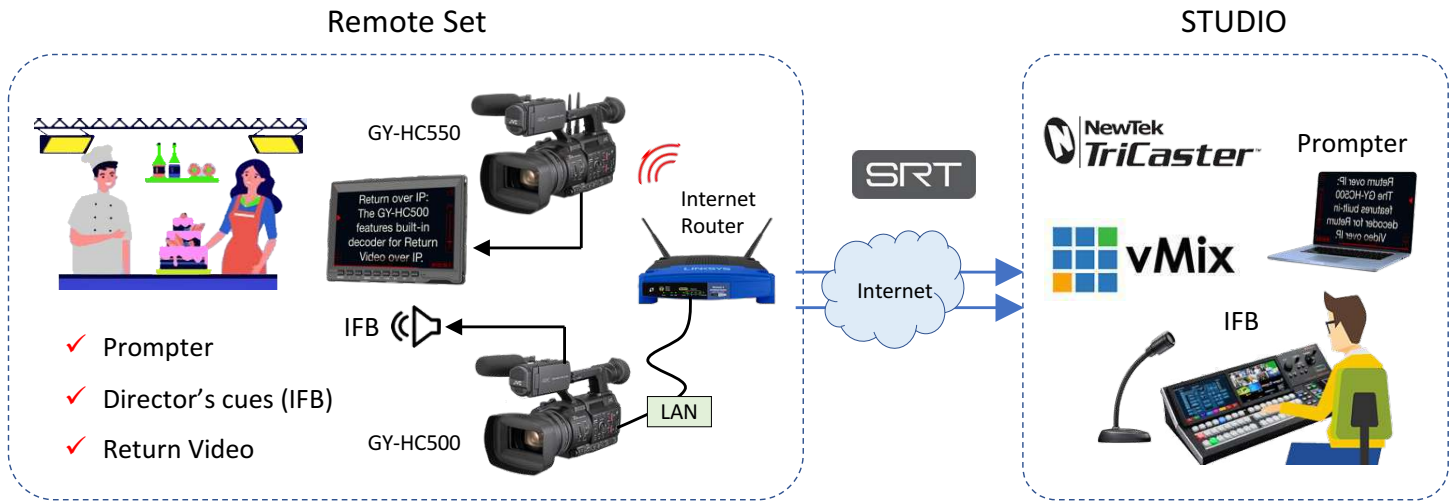 Remote Set
STUDIO
GY-HC550
Return over IP:
The GY-HC500
features built-in
decoder for Return
Video over IP.
Internet
Router
LINKSYS
IFB
LAN
GY-HC500
✓ Prompter
✓ Director's cues (IFB)
✓ Return Video
SRT
Internet
NewTek
TriCaster™
Prompter
Return over IP:
The GY-HC500
features built-in
decoder for Return
Video over IP.
vMix
IFB